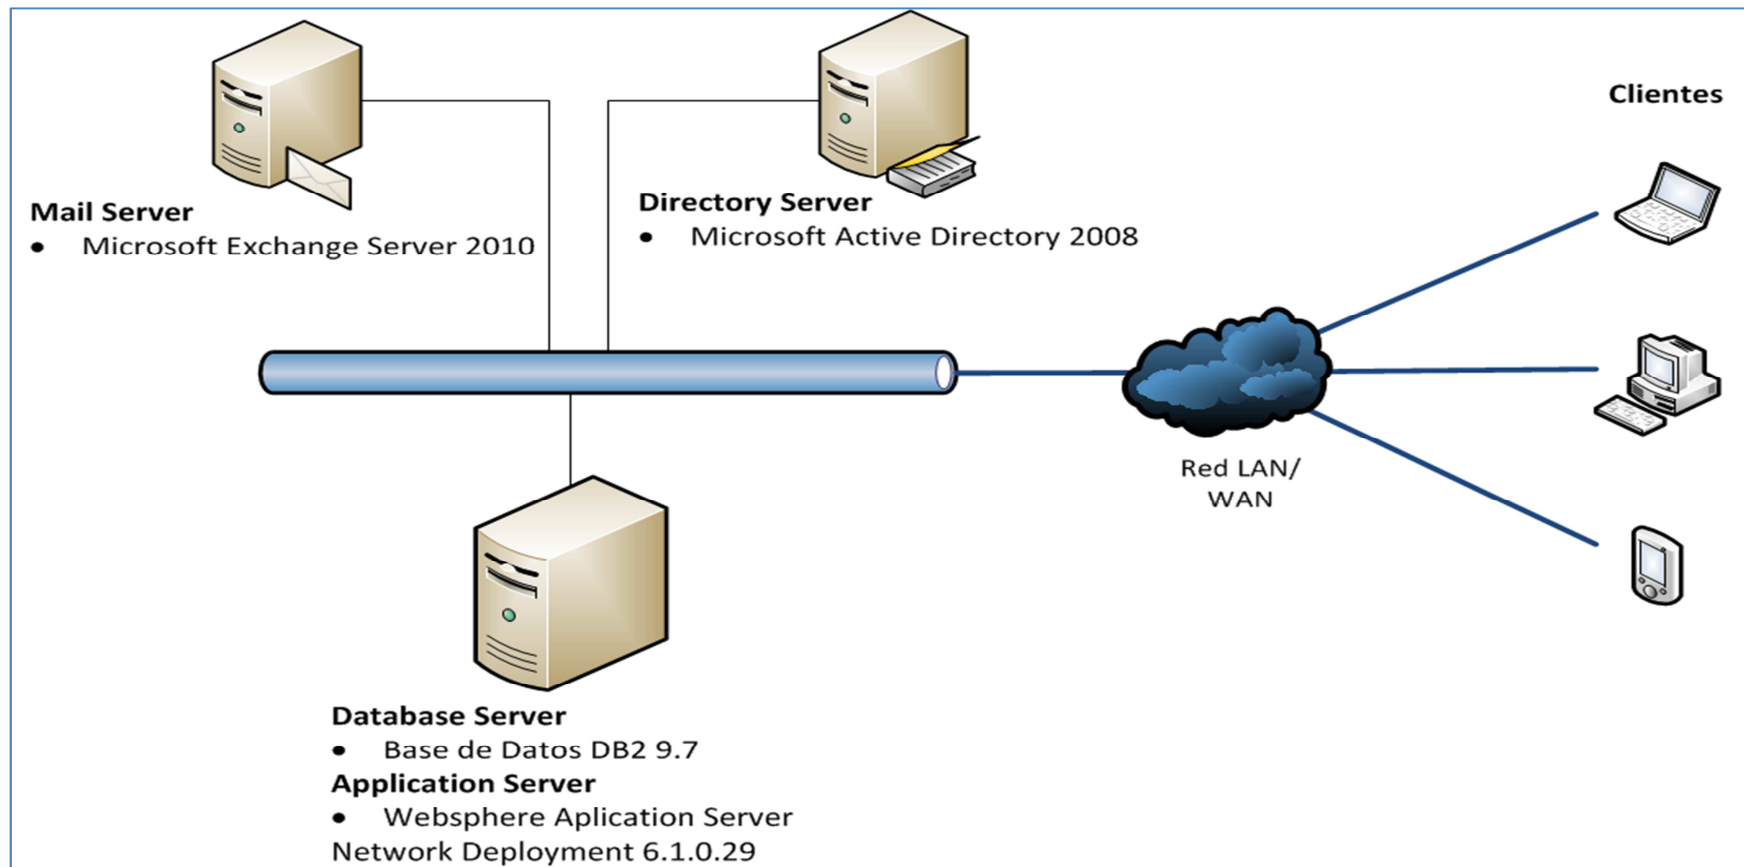 Mail Server
• Microsoft Exchange Server 2010
Directory Server
• Microsoft Active Directory 2008
Clientes
Red LAN/
WAN
Database Server
• Base de Datos DB2 9.7
Application Server
• Websphere Aplication Server
Network Deployment 6.1.0.29